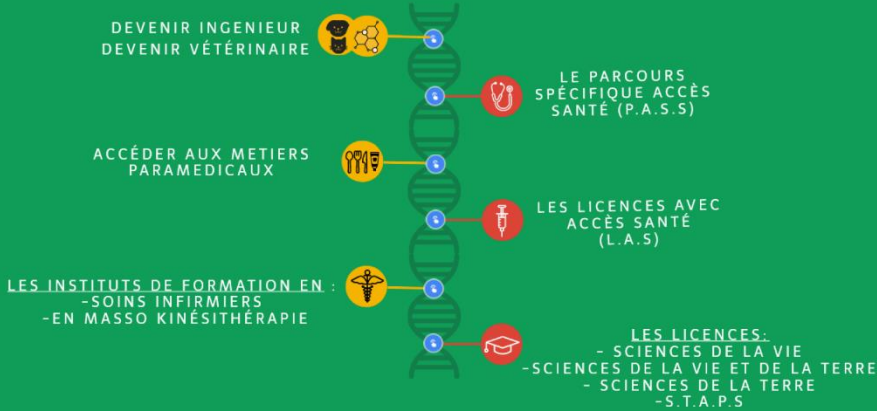 DEVENIR INGENIEUR
DEVENIR VÉTÉRINAIRE
LE PARCOURS
SPÉCIFIQUE ACCÈS
SANTÉ (P.A.S.S)
ACCÉDER AUX METIERS
PARAMEDICAUX
LES LICENCES AVEC
ACCÈS SANTÉ
(L.A.S)
LES INSTITUTS DE FORMATION EN :
-SOINS INFIRMIERS
-EN MASSO KINÉSITHÉRAPIE
LES LICENCES:
- SCIENCES DE LA VIE
-SCIENCES DE LA VIE ET DE LA TERRE
- SCIENCES DE LA TERRE
-S.T.A.P.S